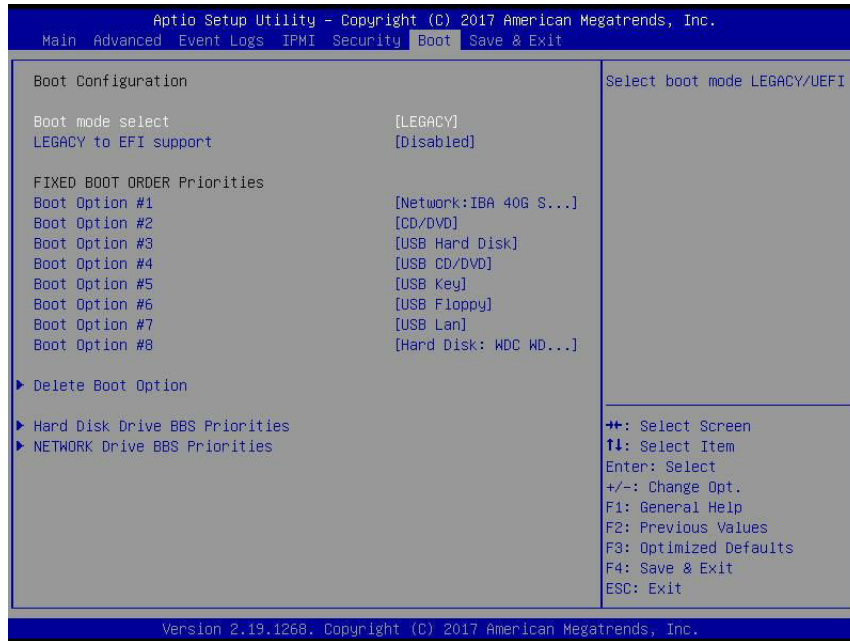 Aptio Setup Utility – Copyright (C) 2017 American Megatrends, Inc.
Main Advanced Event Logs IPMI Security Boot Save & Exit
Boot Configuration
Boot mode select [LEGACY]
LEGACY to EFI support [Disabled]
FIXED BOOT ORDER Priorities
Boot Option #1 [Network:IBA 40G S...]
Boot Option #2 [CD/DVD]
Boot Option #3 [USB Hard Disk]
Boot Option #4 [USB CD/DVD]
Boot Option #5 [USB Key]
Boot Option #6 [USB Floppy]
Boot Option #7 [USB Lan]
Boot Option #8 [Hard Disk: WDC WD...]
Delete Boot Option
Hard Disk Drive BBS Priorities
NETWORK Drive BBS Priorities
Select boot mode LEGACY/UEFI
→←: Select Screen
↑↓: Select Item
Enter: Select
+/-: Change Opt.
F1: General Help
F2: Previous Values
F3: Optimized Defaults
F4: Save & Exit
ESC: Exit
Version 2.19.1268. Copyright (C) 2017 American Megatrends, Inc.